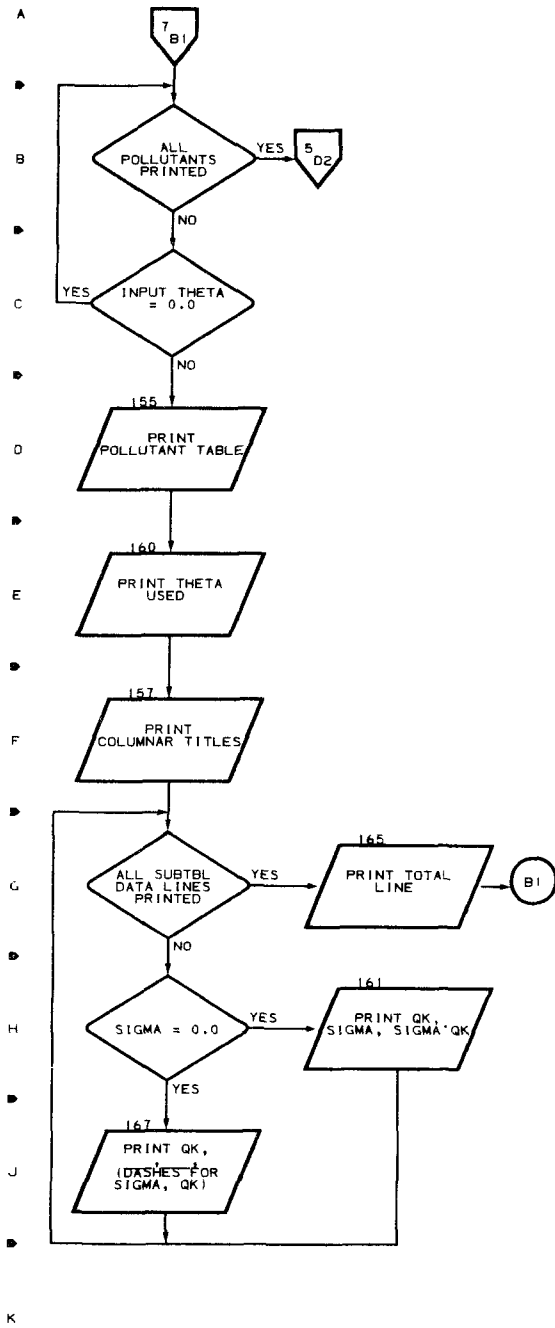 A
7
B1
B
ALL
POLLUTANTS
PRINTED
YES
5
D2
NO
C
YES
INPUT THETA
= 0.0
NO
155
D
PRINT
POLLUTANT TABLE
160
E
PRINT THETA
USED
157
F
PRINT
COLUMNAR TITLES
G
ALL SUBTBL
DATA LINES
PRINTED
YES
165
PRINT TOTAL
LINE
B1
NO
H
SIGMA = 0.0
YES
161
PRINT QK,
SIGMA, SIGMA'QK
YES
167
J
PRINT QK,
(DASHES FOR
SIGMA, QK)
K